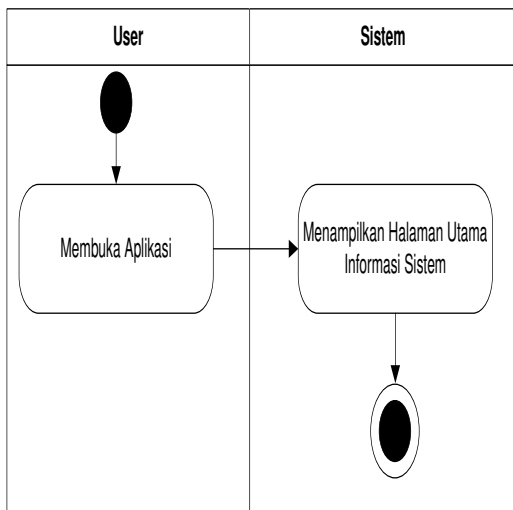 User
Sistem
Membuka Aplikasi
Menampilkan Halaman Utama
Informasi Sistem